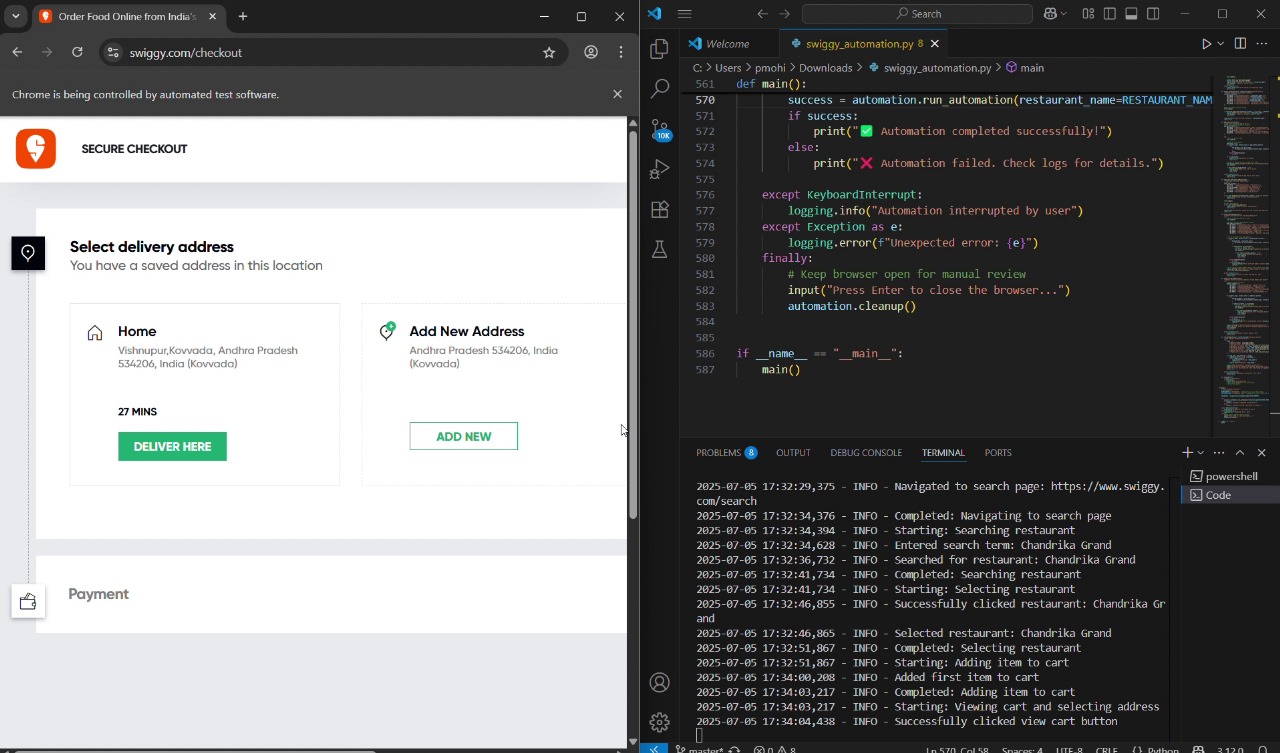 Order Food Online from India's
swiggy.com/checkout
Chrome is being controlled by automated test software.
SECURE CHECKOUT
Select delivery address
You have a saved address in this location
Home
Vishnupur,Kovvada, Andhra Pradesh
534206, India (Kovvada)
27 MINS
DELIVER HERE
Add New Address
Andhra Pradesh 534206, India
(Kovvada)
ADD NEW
Payment
Search
Welcome
swiggy_automation.py 8
C: > Users > pmohi > Downloads > swiggy_automation.py > main
561 def main():
570 success = automation.run_automation(restaurant_name=RESTAURANT_NAM
571 if success:
572 print("✅ Automation completed successfully!")
573 else:
574 print("❌ Automation failed. Check logs for details.")
575
576 except KeyboardInterrupt:
577 logging.info("Automation interrupted by user")
578 except Exception as e:
579 logging.error(f"Unexpected error: {e}")
580 finally:
581 # Keep browser open for manual review
582 input("Press Enter to close the browser...")
583 automation.cleanup()
584
585
586 if __name__ == "__main__":
587 main()
10K
PROBLEMS 8 OUTPUT DEBUG CONSOLE TERMINAL PORTS
powershell
Code
2025-07-05 17:32:29,375 - INFO - Navigated to search page: https://www.swiggy.
com/search
2025-07-05 17:32:34,376 - INFO - Completed: Navigating to search page
2025-07-05 17:32:34,394 - INFO - Starting: Searching restaurant
2025-07-05 17:32:34,628 - INFO - Entered search term: Chandrika Grand
2025-07-05 17:32:36,732 - INFO - Searched for restaurant: Chandrika Grand
2025-07-05 17:32:41,734 - INFO - Completed: Searching restaurant
2025-07-05 17:32:41,734 - INFO - Starting: Selecting restaurant
2025-07-05 17:32:46,855 - INFO - Successfully clicked restaurant: Chandrika Gr
and
2025-07-05 17:32:46,865 - INFO - Selected restaurant: Chandrika Grand
2025-07-05 17:32:51,867 - INFO - Completed: Selecting restaurant
2025-07-05 17:32:51,867 - INFO - Starting: Adding item to cart
2025-07-05 17:34:00,208 - INFO - Added first item to cart
2025-07-05 17:34:03,217 - INFO - Completed: Adding item to cart
2025-07-05 17:34:03,217 - INFO - Starting: Viewing cart and selecting address
2025-07-05 17:34:04,438 - INFO - Successfully clicked view cart button
master* 0 8 Ln 570, Col 58 Spaces: 4 UTF-8 CRLF {} Python 3.12.0